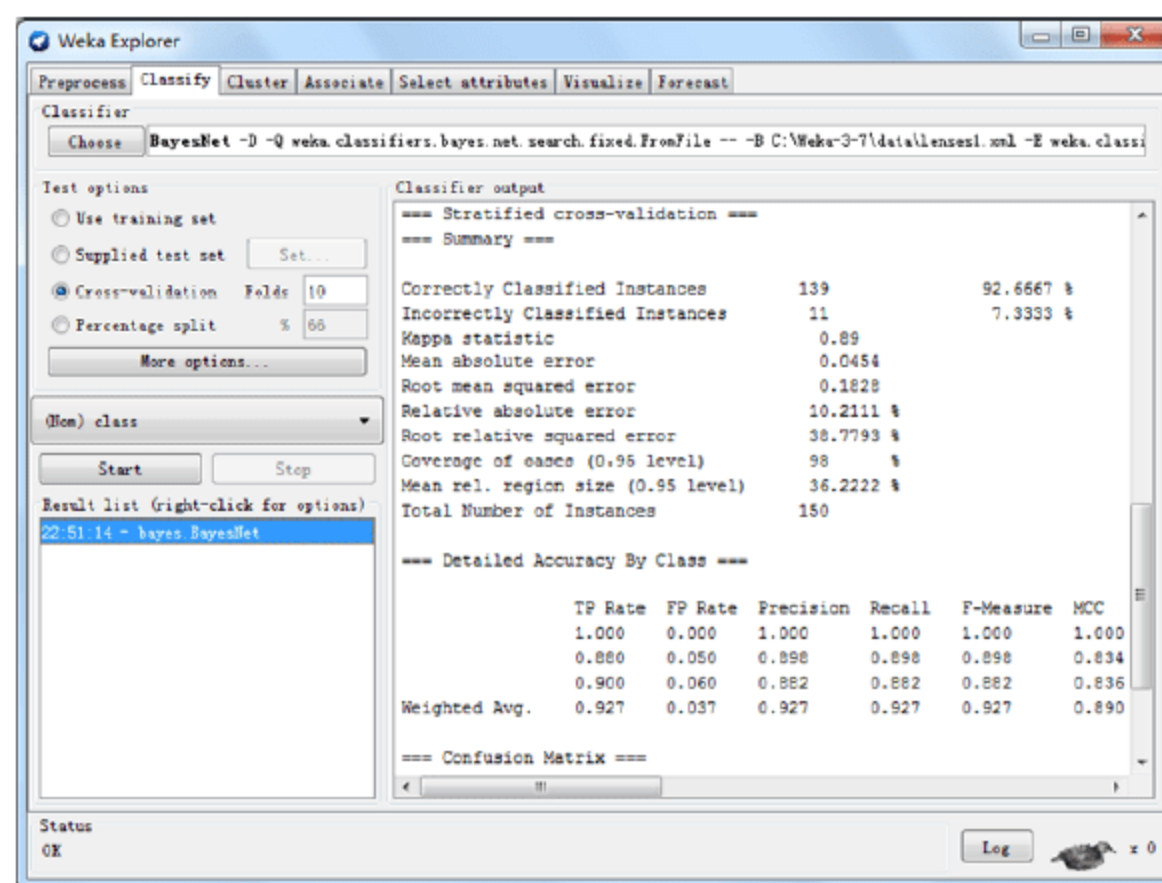 Weka Explorer
Preprocess Classify Cluster Associate Select attributes Visualize Forecast
Classifier
Choose BayesNet -D -Q weka.classifiers.bayes.net.search.fixed.FromFile -- -B C:\Weka-3-7\data\lenses1.xml -E weka.classi
Test options
Use training set
Supplied test set Set...
Cross-validation Folds 10
Percentage split % 66
More options...
(Nom) class
Start Stop
Result list (right-click for options)
22:51:14 - bayes.BayesNet
Classifier output
=== Stratified cross-validation ===
=== Summary ===
Correctly Classified Instances 139 92.6667 %
Incorrectly Classified Instances 11 7.3333 %
Kappa statistic 0.89
Mean absolute error 0.0454
Root mean squared error 0.1828
Relative absolute error 10.2111 %
Root relative squared error 38.7793 %
Coverage of cases (0.95 level) 98 %
Mean rel. region size (0.95 level) 36.2222 %
Total Number of Instances 150
=== Detailed Accuracy By Class ===
TP Rate FP Rate Precision Recall F-Measure MCC
1.000 0.000 1.000 1.000 1.000 1.000
0.880 0.050 0.898 0.898 0.898 0.834
0.900 0.060 0.882 0.882 0.882 0.836
Weighted Avg. 0.927 0.037 0.927 0.927 0.927 0.890
=== Confusion Matrix ===
Status
OK
Log x 0